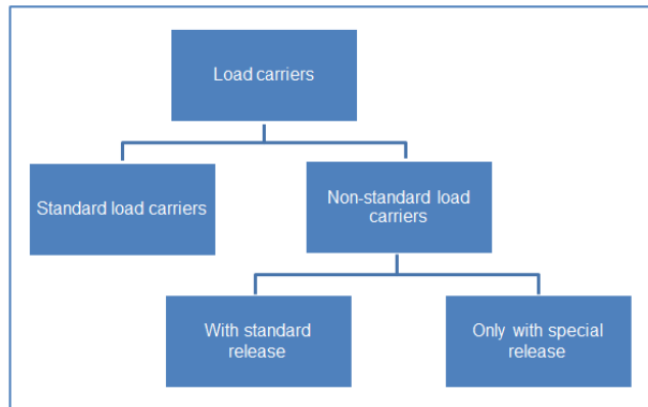 Load carriers
Standard load carriers
Non-standard load
carriers
With standard
release
Only with special
release